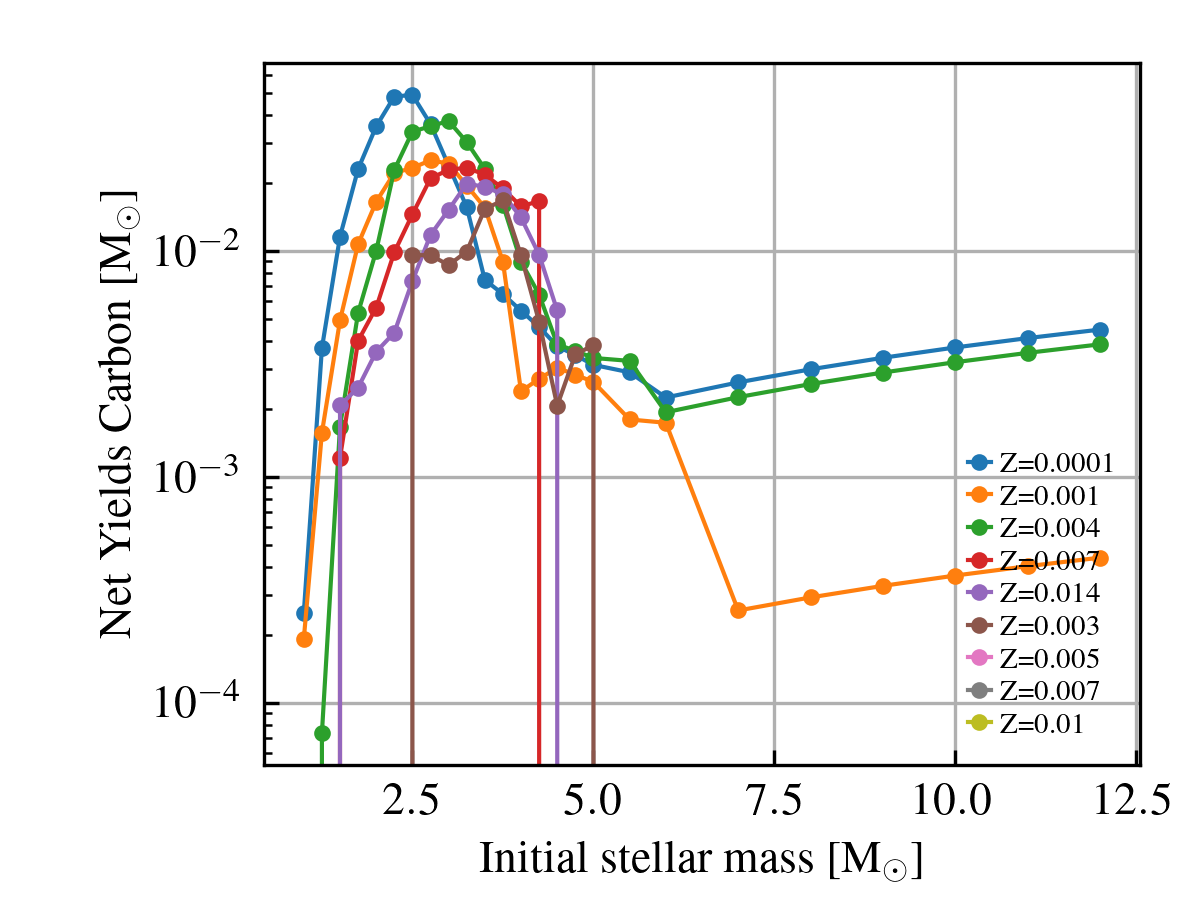 Net Yields Carbon [M☉]
10⁻²
10⁻³
10⁻⁴
Z=0.0001
Z=0.001
Z=0.004
Z=0.007
Z=0.014
Z=0.003
Z=0.005
Z=0.007
Z=0.01
2.5 5.0 7.5 10.0 12.5
Initial stellar mass [M☉]